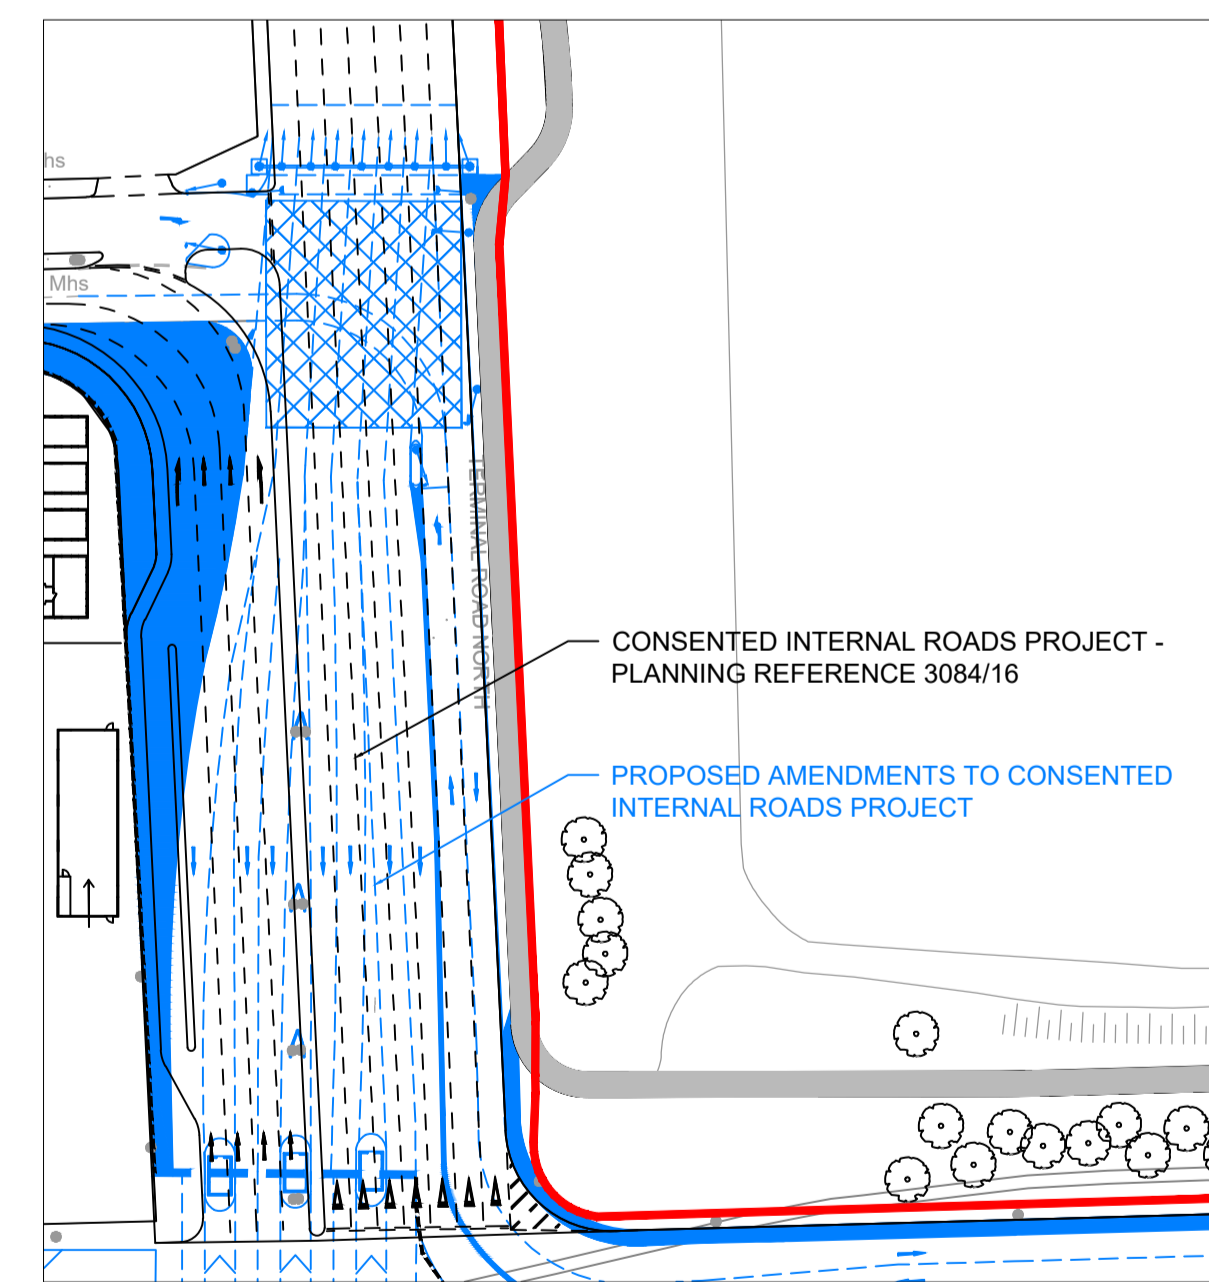 hs
Mhs
TERMINAL ROAD NORTH
CONSENTED INTERNAL ROADS PROJECT -
PLANNING REFERENCE 3084/16
PROPOSED AMENDMENTS TO CONSENTED
INTERNAL ROADS PROJECT